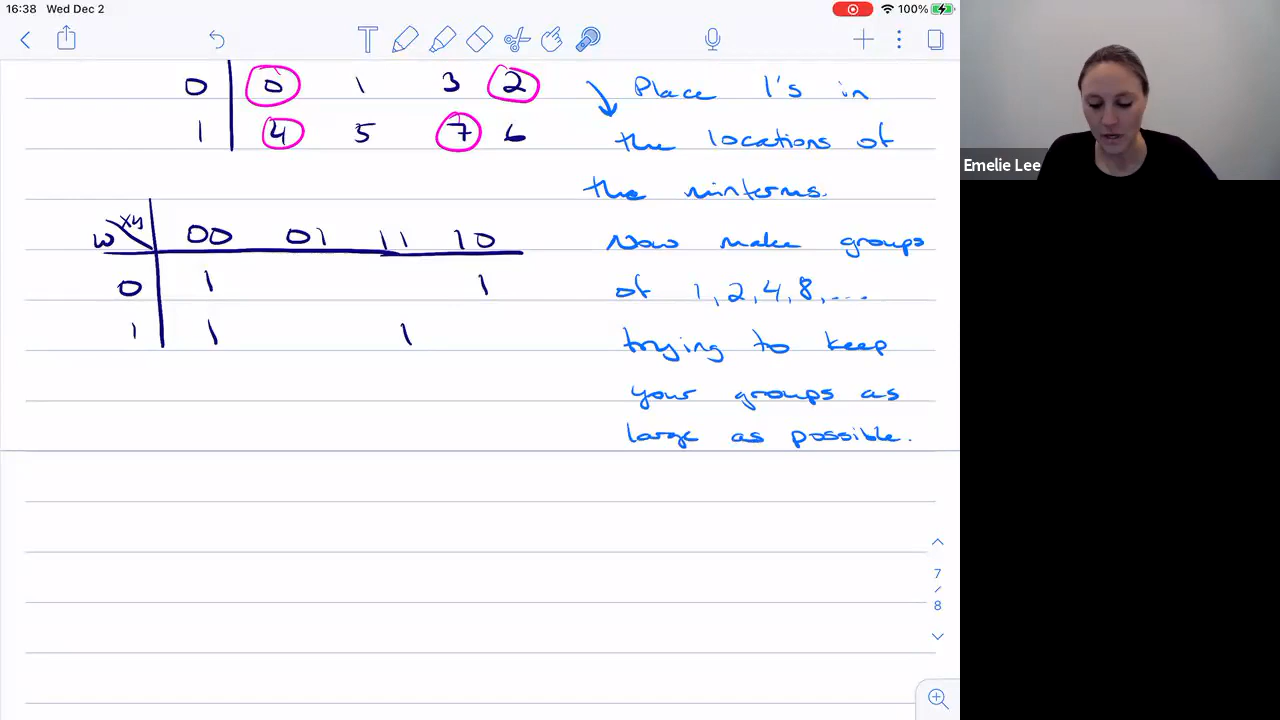 16:38 Wed Dec 2
100%
0 0 1 3 2
1 4 5 7 6
Place 1's in
the locations of
the minterms.
Now make groups
of 1, 2, 4, 8, ...
trying to keep
your groups as
large as possible.
w xy 00 01 11 10
0 1 1
1 1 1
7
/
8
Emelie Lee